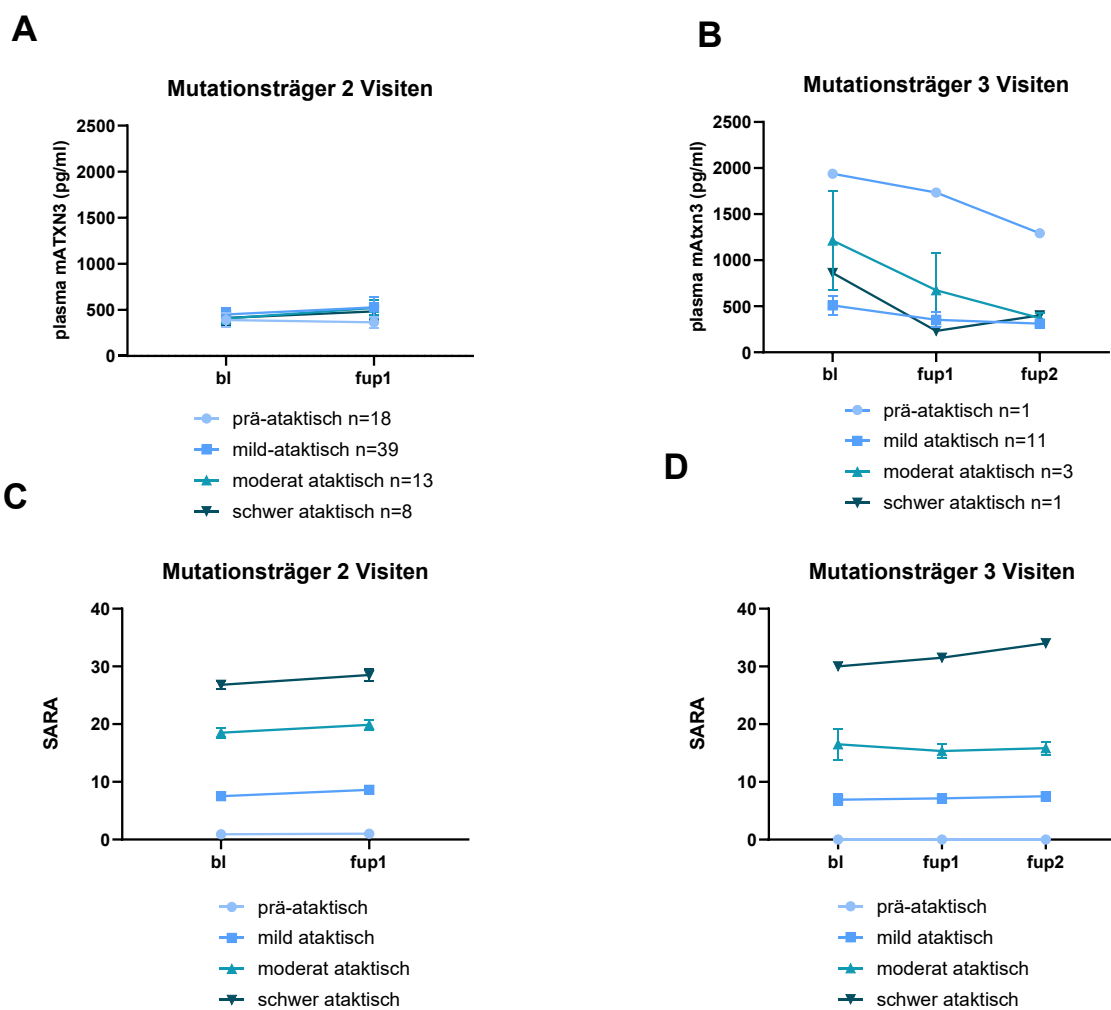 A
Mutationsträger 2 Visiten
plasma mATXN3 (pg/ml)
2500
2000
1500
1000
500
0
bl fup1
prä-ataktisch n=18
mild-ataktisch n=39
moderat ataktisch n=13
schwer ataktisch n=8
B
Mutationsträger 3 Visiten
plasma mAtxn3 (pg/ml)
2500
2000
1500
1000
500
0
bl fup1 fup2
prä-ataktisch n=1
mild ataktisch n=11
moderat ataktisch n=3
schwer ataktisch n=1
C
Mutationsträger 2 Visiten
SARA
40
30
20
10
0
bl fup1
prä-ataktisch
mild ataktisch
moderat ataktisch
schwer ataktisch
D
Mutationsträger 3 Visiten
SARA
40
30
20
10
0
bl fup1 fup2
prä-ataktisch
mild ataktisch
moderat ataktisch
schwer ataktisch